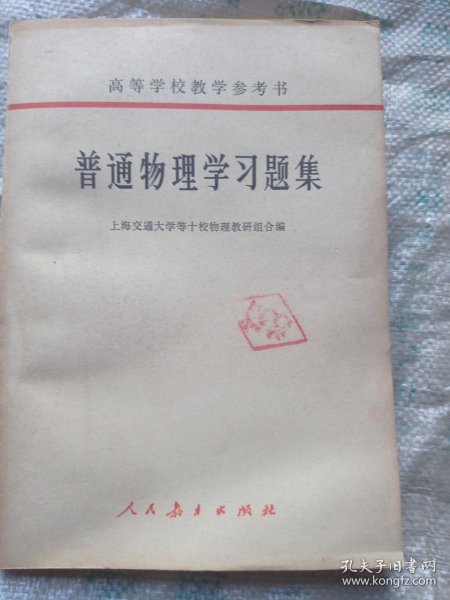 高等学校教学参考书
普通物理学习题集
上海交通大学等十校物理教研组合编
人民教育出版社
孔夫子旧书网
www.kongfz.com